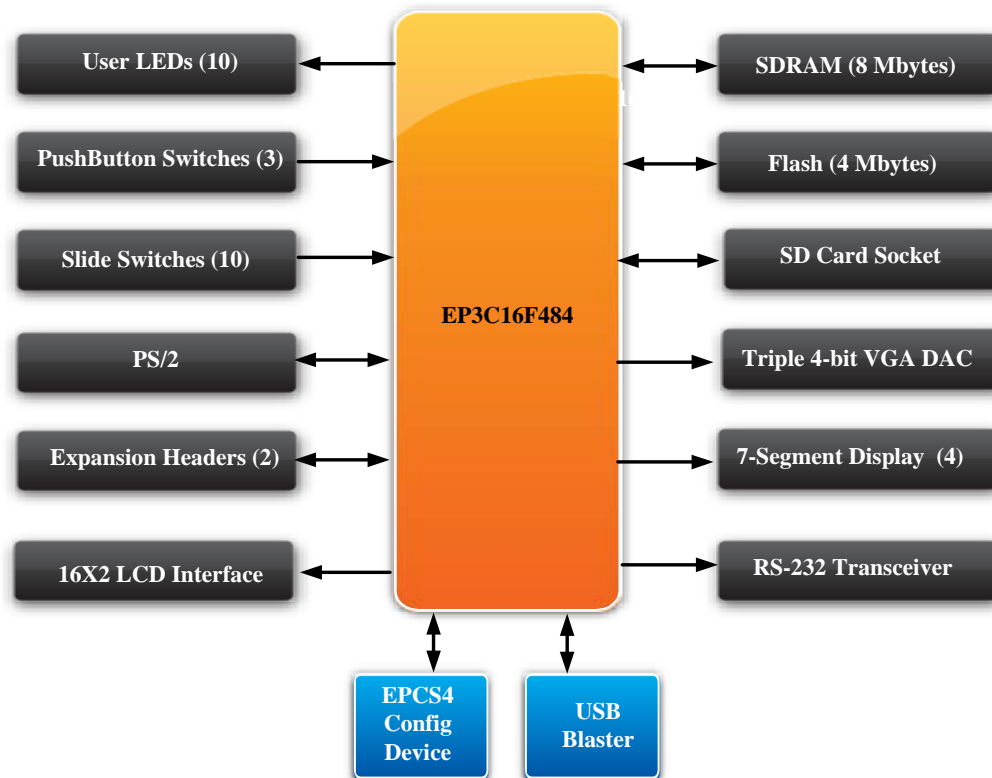 User LEDs (10)
PushButton Switches (3)
Slide Switches (10)
PS/2
Expansion Headers (2)
16X2 LCD Interface
EP3C16F484
1
SDRAM (8 Mbytes)
Flash (4 Mbytes)
SD Card Socket
Triple 4-bit VGA DAC
7-Segment Display (4)
RS-232 Transceiver
EPCS4
Config
Device
USB
Blaster